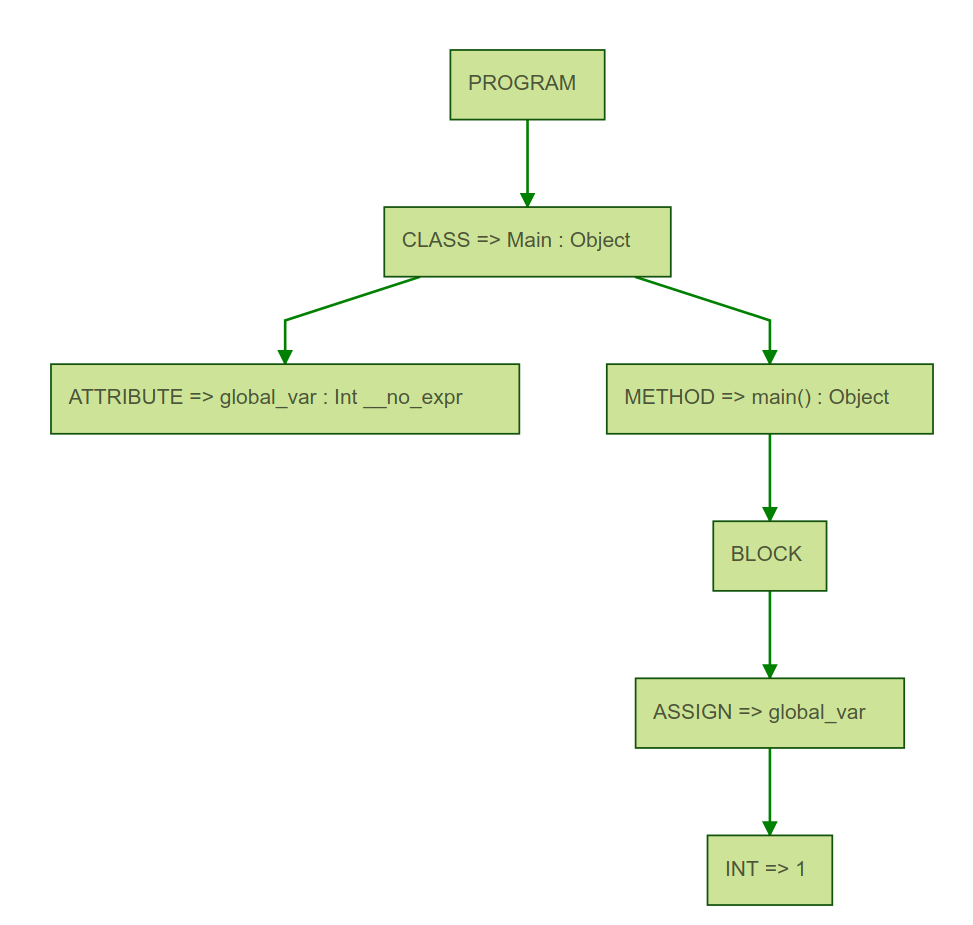 PROGRAM
CLASS => Main : Object
ATTRIBUTE => global_var : Int __no_expr
METHOD => main() : Object
BLOCK
ASSIGN => global_var
INT => 1